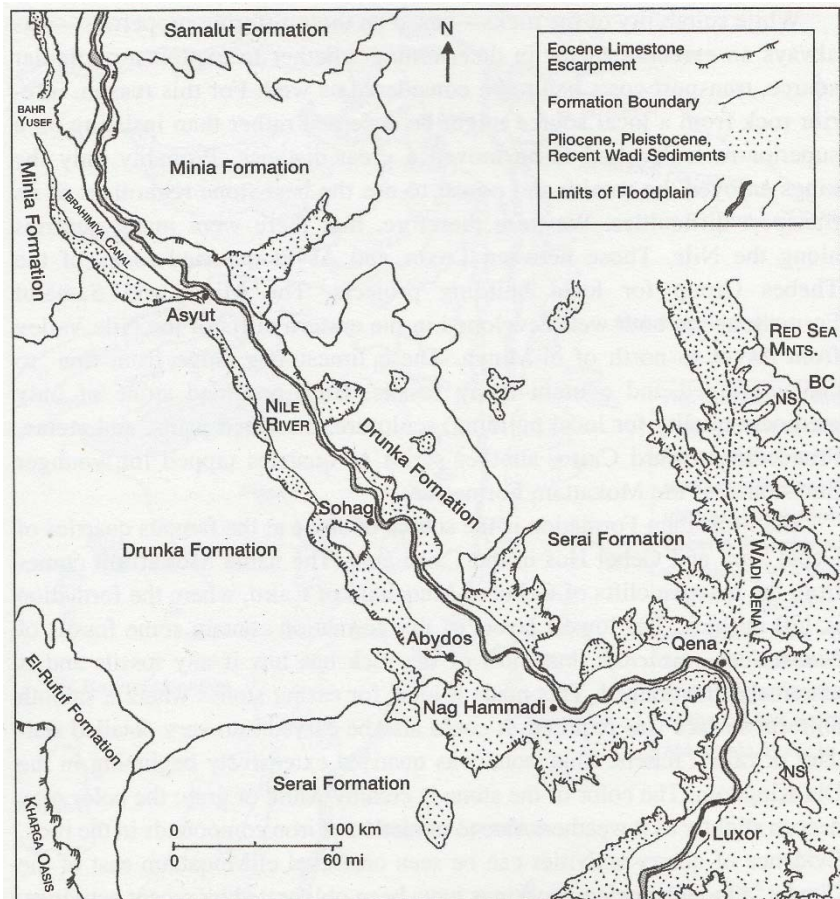 Samalut Formation
N
Eocene Limestone
Escarpment
Formation Boundary
Pliocene, Pleistocene,
Recent Wadi Sediments
Limits of Floodplain
BAHR
YUSEF
Minia Formation
Minia Formation
IBRAHIMIYA CANAL
Asyut
RED SEA
MNTS.
BC
NS
NILE
RIVER
Drunka Formation
Sohag
Drunka Formation
Serai Formation
WADI QENA
Abydos
Qena
Nag Hammadi
El-Rufuf Formation
Serai Formation
NS
KHARGA OASIS
0 100 km
0 60 mi
Luxor